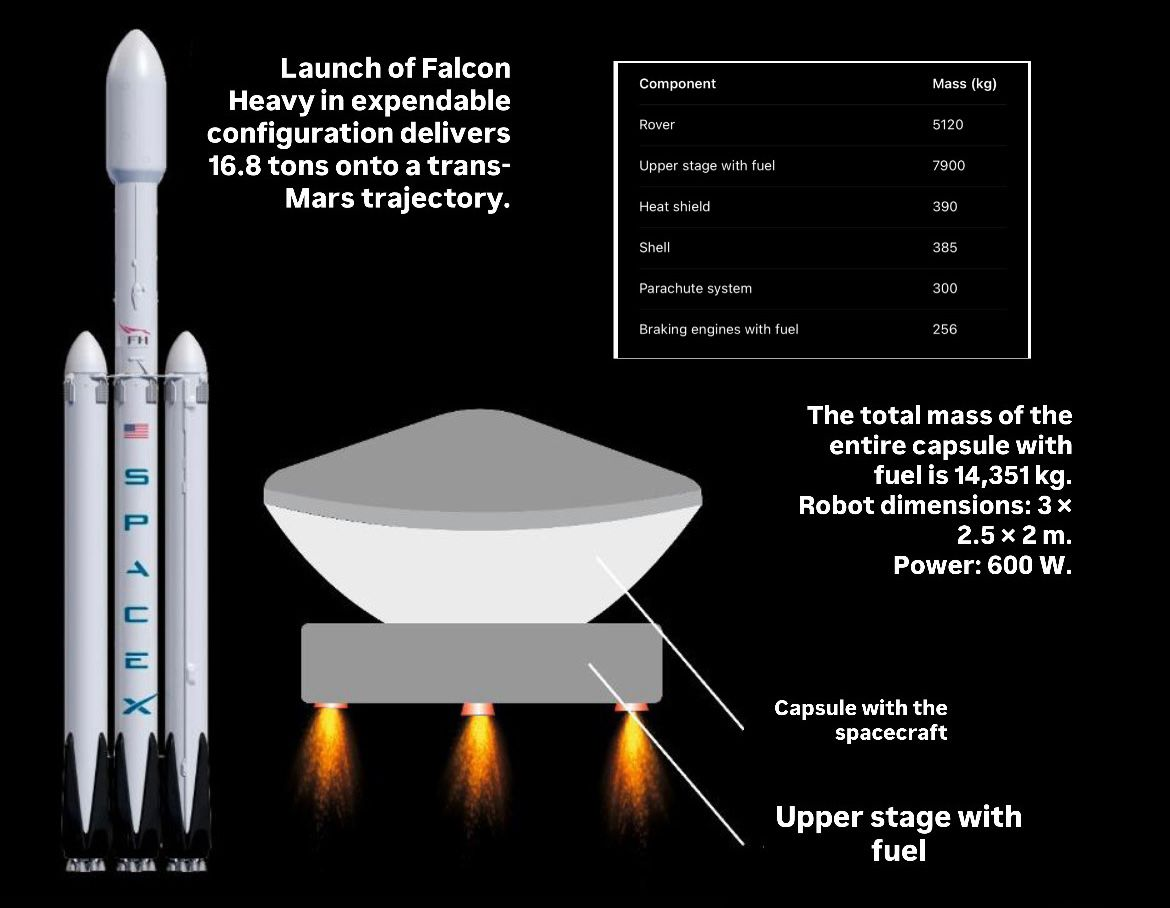 Launch of Falcon
Heavy in expendable
configuration delivers
16.8 tons onto a trans-
Mars trajectory.
Component Mass (kg)
Rover 5120
Upper stage with fuel 7900
Heat shield 390
Shell 385
Parachute system 300
Braking engines with fuel 256
FH
S
P
A
C
E
X
The total mass of the
entire capsule with
fuel is 14,351 kg.
Robot dimensions: 3 ×
2.5 × 2 m.
Power: 600 W.
Capsule with the
spacecraft
Upper stage with
fuel